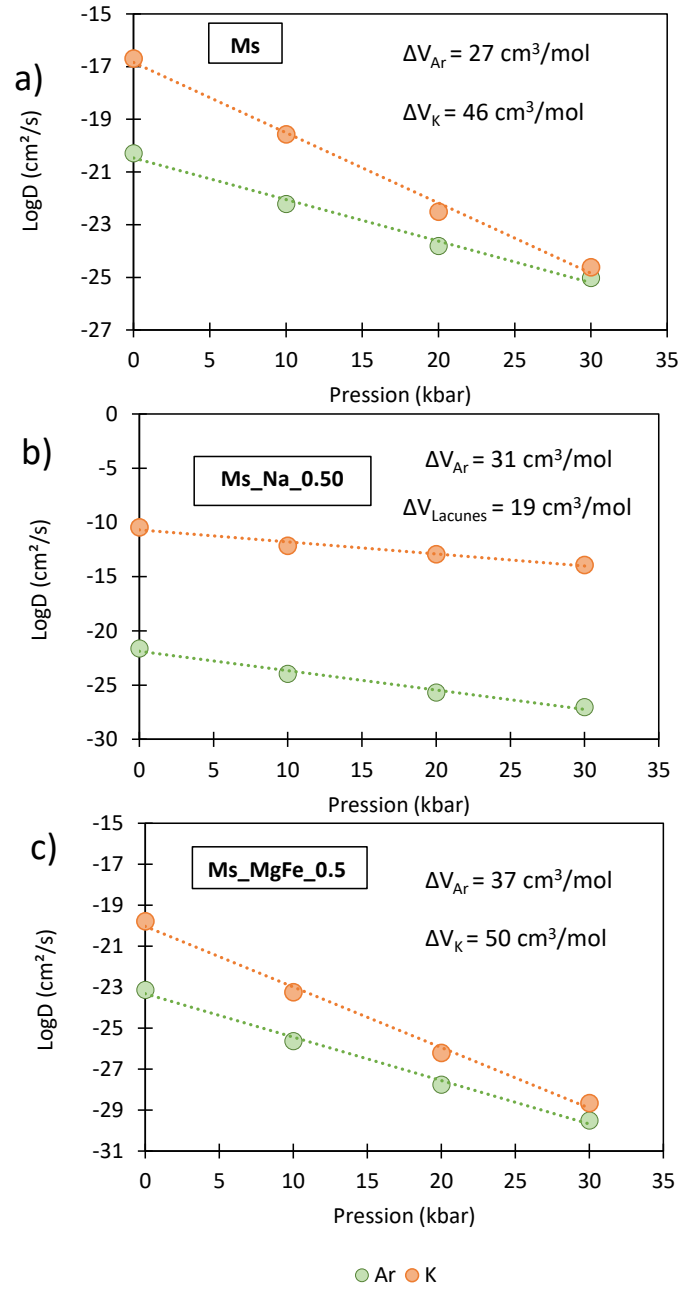 a)
Ms
ΔV_Ar = 27 cm³/mol
ΔV_K = 46 cm³/mol
LogD (cm²/s)
-15
-17
-19
-21
-23
-25
-27
0 5 10 15 20 25 30 35
Pression (kbar)
b)
Ms_Na_0.50
ΔV_Ar = 31 cm³/mol
ΔV_Lacunes = 19 cm³/mol
LogD (cm²/s)
0
-5
-10
-15
-20
-25
-30
0 5 10 15 20 25 30 35
Pression (kbar)
c)
Ms_MgFe_0.5
ΔV_Ar = 37 cm³/mol
ΔV_K = 50 cm³/mol
LogD (cm²/s)
-15
-19
-21
-23
-25
-27
-29
-31
0 5 10 15 20 25 30 35
Pression (kbar)
Ar K